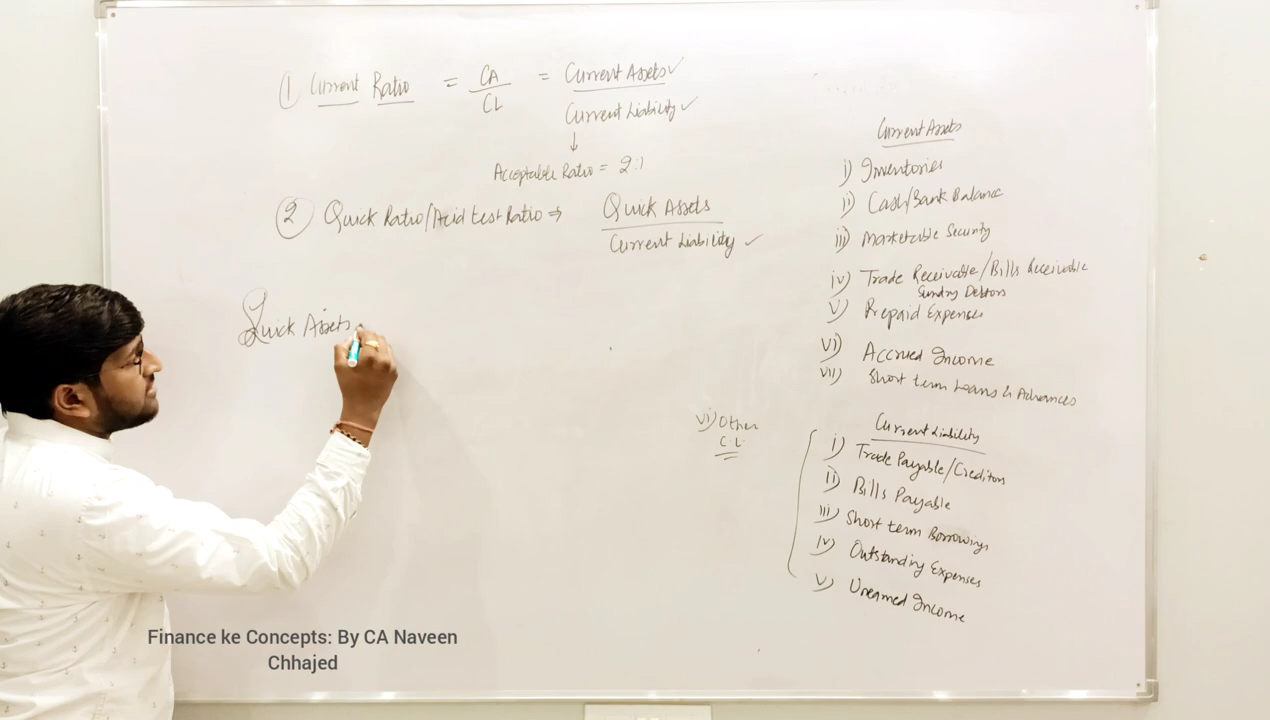 1 Current Ratio = CA / CL = Current Assets ✓ / Current Liability ✓
↓
Acceptable Ratio = 2:1
2 Quick Ratio/Acid test Ratio ⇒ Quick Assets / Current Liability ✓
Quick Assets
Current Assets
i) Inventories
ii) Cash/Bank Balance
iii) Marketable Security
iv) Trade Receivable/Bills Receivable
Sundry Debtors
v) Prepaid Expenses
vi) Accrued Income
vii) Short term Loans & Advances
Current Liability
i) Trade Payable/Creditors
ii) Bills Payable
iii) Short term Borrowings
iv) Outstanding Expenses
v) Unearned Income
vi) Other
C.L.
Finance ke Concepts: By CA Naveen
Chhajed